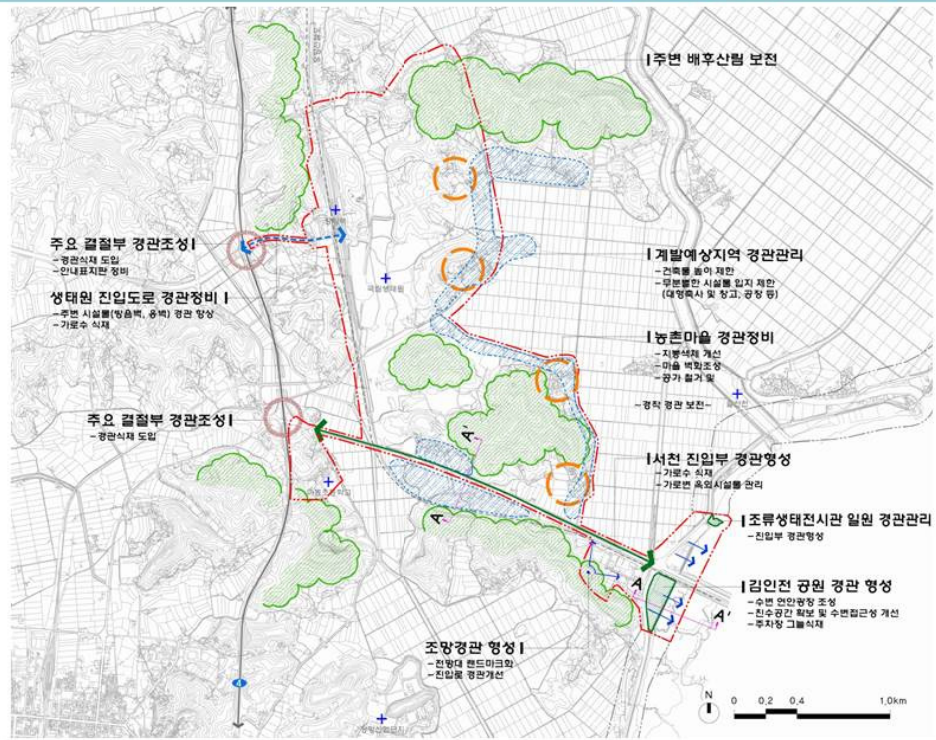 주변 배후산림 보전
주요 결절부 경관조성
-경관식재 도입
-안내표지판 정비
생태원 진입도로 경관정비
-주변 시설물(방음벽, 옹벽) 경관 향상
-가로수 식재
국립생태원
계발예상지역 경관관리
-건축물 높이 제한
-무분별한 시설물 입지 제한
(대형축사 및 창고, 공장 등)
농촌마을 경관정비
-지붕색채 개선
-마을 벽화조성
-공가 철거 및
-경작 경관 보전-
주요 결절부 경관조성
-경관식재 도입
A'
A
서천 진입부 경관형성
-가로수 식재
-가로변 옥외시설물 관리
조류생태전시관 일원 경관관리
-진입부 경관형성
김인전 공원 경관 형성
-수변 연안광장 조성
-친수공간 확보 및 수변접근성 개선
-주차장 그늘식재
A
A'
조망경관 형성
-전망대 랜드마크화
-진입로 경관개선
4
N
0 0.2 0.4 1.0km